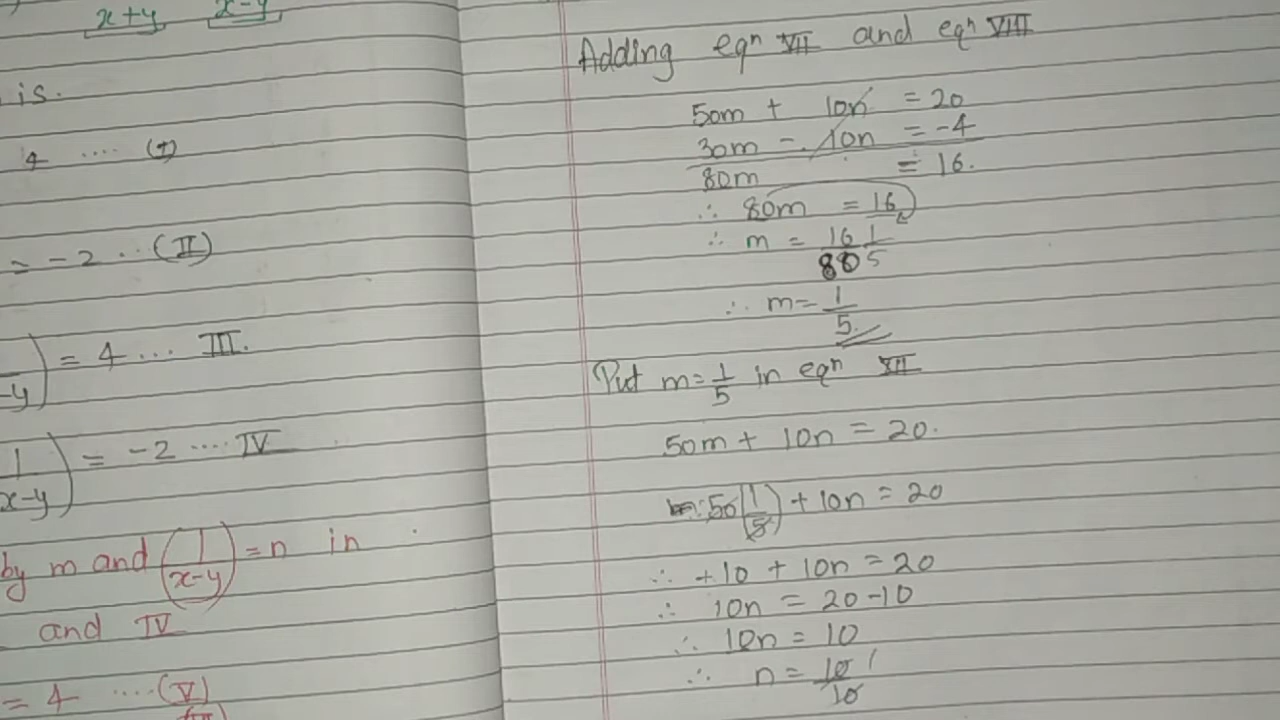 x+y x-y
is.
4 .... (I)
= -2 .. (II)
-y) = 4 ... III.
1/(x-y)) = -2 .... IV
by m and (1/(x-y)) = n in
and IV
= 4 .... (V)
Adding eqⁿ VII and eqⁿ VIII
50m + 10n = 20
30m - 10n = -4
80m = 16.
∴ 80m = 16
∴ m = 16/80 1/5
∴ m = 1/5
Put m = 1/5 in eqⁿ VII
50m + 10n = 20.
50(1/5) + 10n = 20
∴ +10 + 10n = 20
∴ 10n = 20-10
∴ 10n = 10
∴ n = 10/10 1